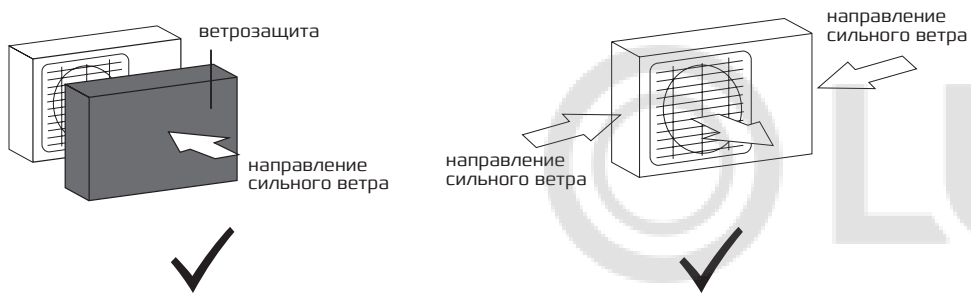 ветрозащита
направление
сильного ветра
направление
сильного ветра
направление
сильного ветра